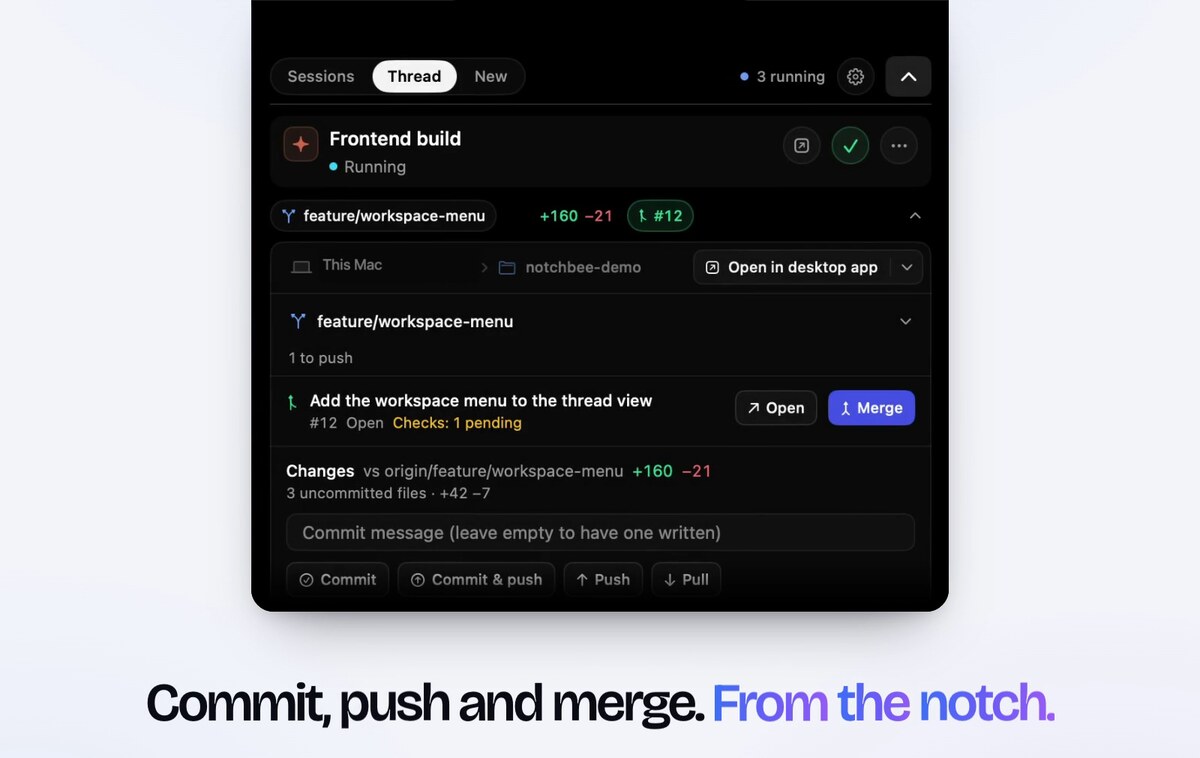 Sessions Thread New 3 running
Frontend build
Running
feature/workspace-menu +160 −21 #12
This Mac notchbee-demo Open in desktop app
feature/workspace-menu
1 to push
Add the workspace menu to the thread view Open Merge
#12 Open Checks: 1 pending
Changes vs origin/feature/workspace-menu +160 −21
3 uncommitted files · +42 −7
Commit message (leave empty to have one written)
Commit Commit & push Push Pull
Commit, push and merge. From the notch.